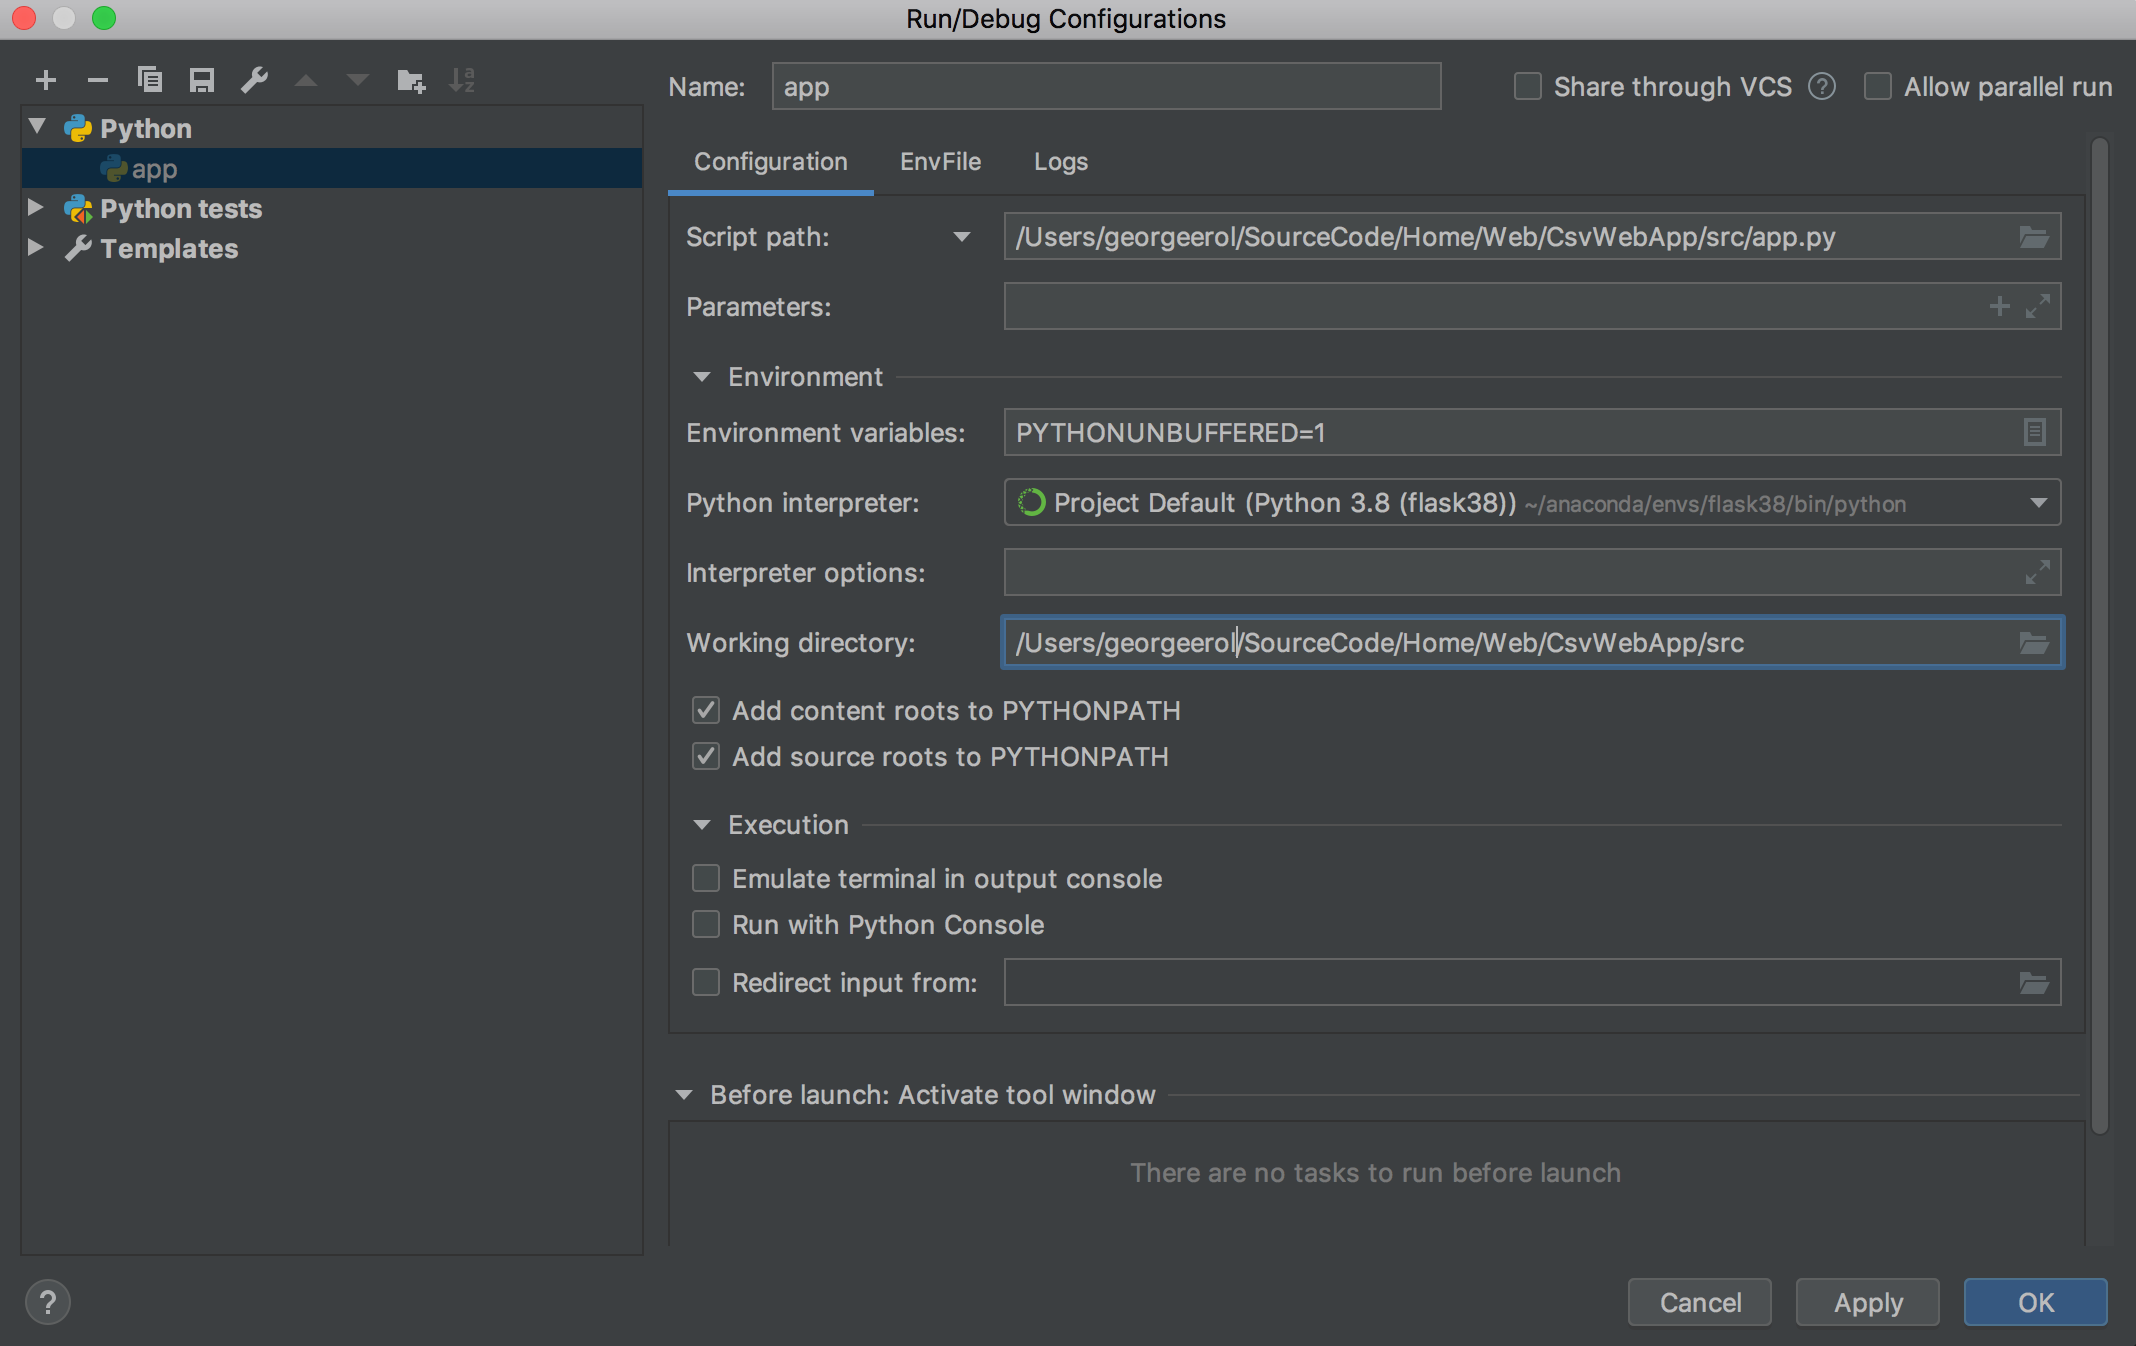 Run/Debug Configurations
Name: app Share through VCS ? Allow parallel run
Python
app
Python tests
Templates
Configuration EnvFile Logs
Script path: /Users/georgeerol/SourceCode/Home/Web/CsvWebApp/src/app.py
Parameters:
Environment
Environment variables: PYTHONUNBUFFERED=1
Python interpreter: Project Default (Python 3.8 (flask38)) ~/anaconda/envs/flask38/bin/python
Interpreter options:
Working directory: /Users/georgeerol/SourceCode/Home/Web/CsvWebApp/src
Add content roots to PYTHONPATH
Add source roots to PYTHONPATH
Execution
Emulate terminal in output console
Run with Python Console
Redirect input from:
Before launch: Activate tool window
There are no tasks to run before launch
? Cancel Apply OK